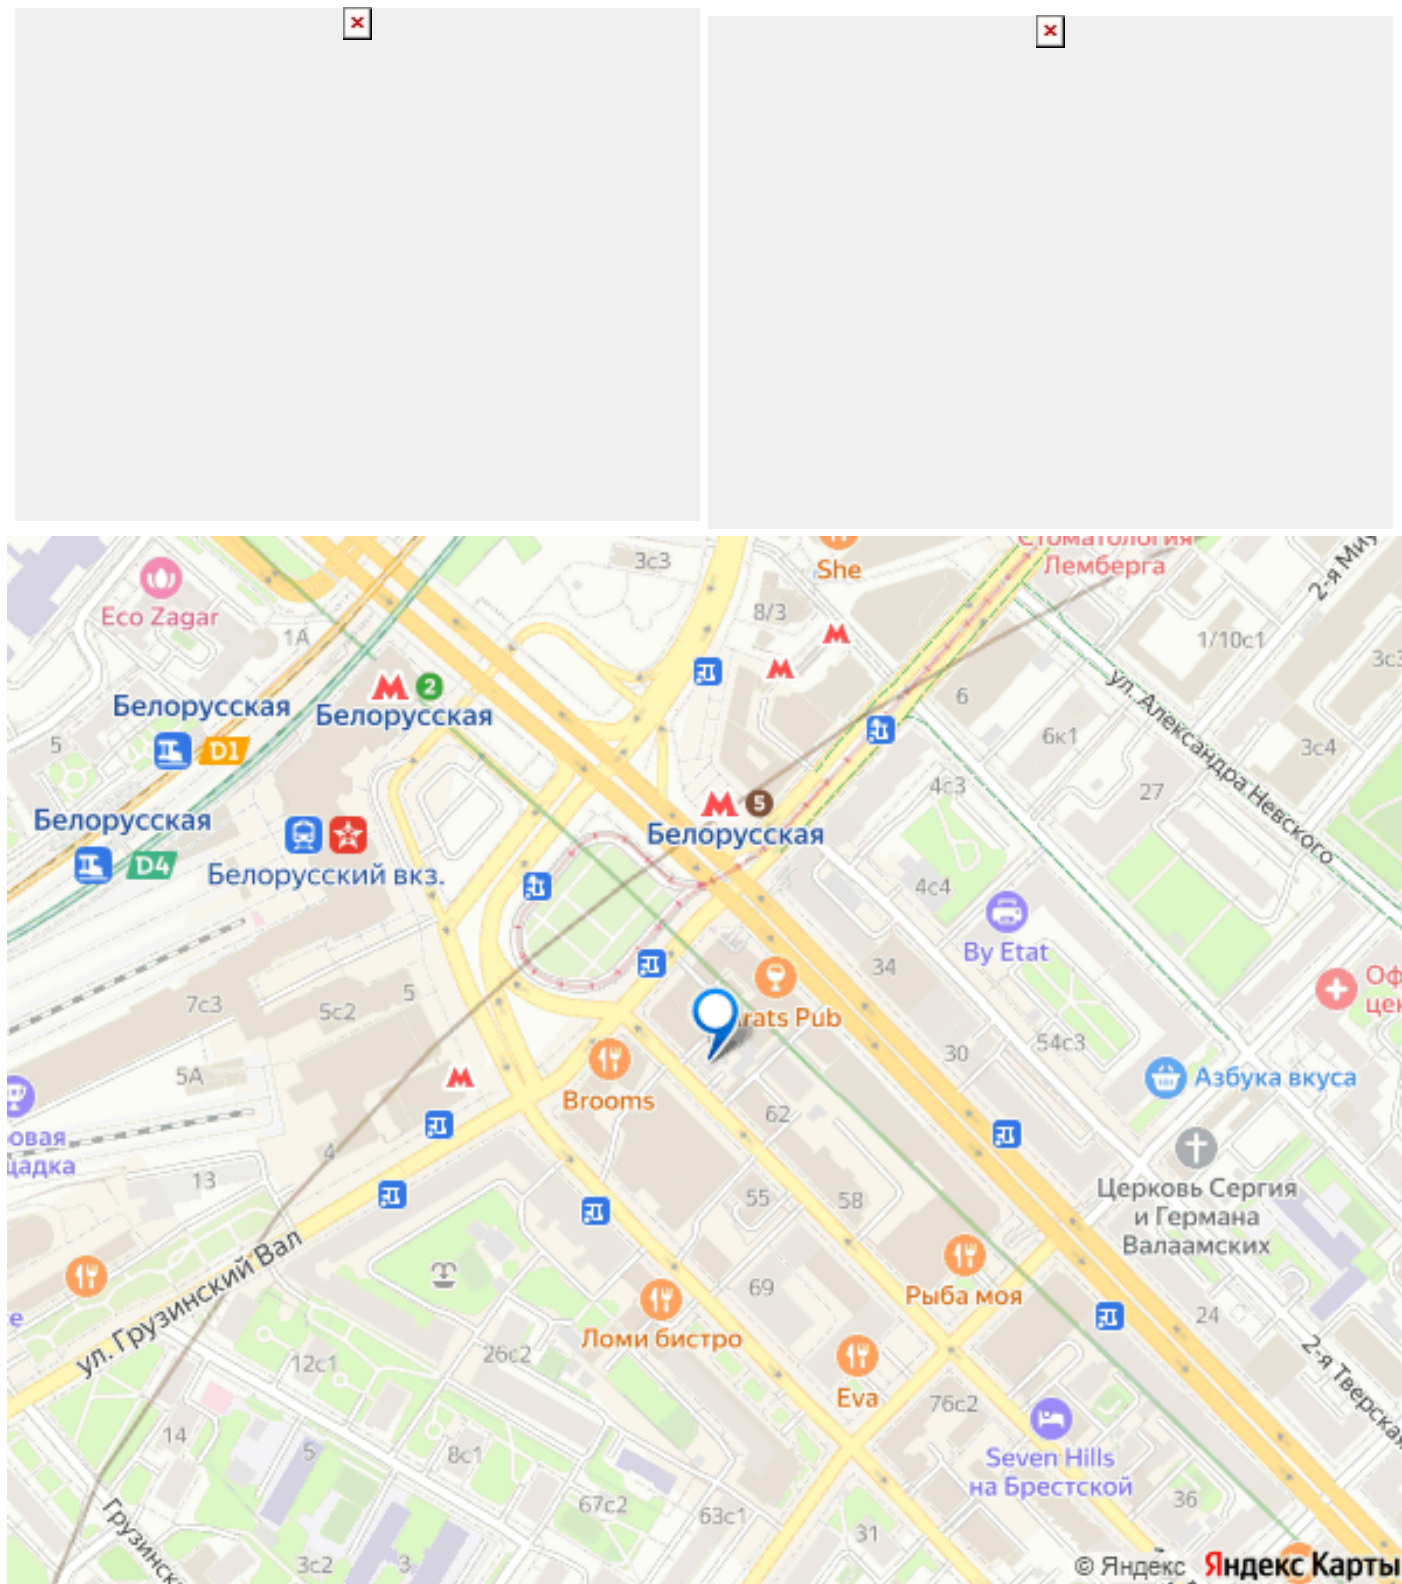 3с3
She
Стоматология
Лемберга
2-я
Eco Zagar
1А
8/3
1/10с1
Белорусская
2
Белорусская
ул. Александра Невского
6
6к1
3с4
5
D1
4с3
27
5
Белорусская
Белорусская
D4
Белорусский вкз.
4с4
By Etat
34
7с3
5с2
5
rats Pub
30
54с3
5А
Brooms
62
Азбука вкуса
4
13
55
58
Церковь Сергия
и Германа
Валаамских
ул. Грузинский Вал
69
Рыба моя
24
Ломи бистро
26с2
12с1
Eva
2-я Тверская
76с2
14
5
8с1
Seven Hills
на Брестской
67с2
63с1
36
31
3с2
3
© Яндекс Яндекс Карты